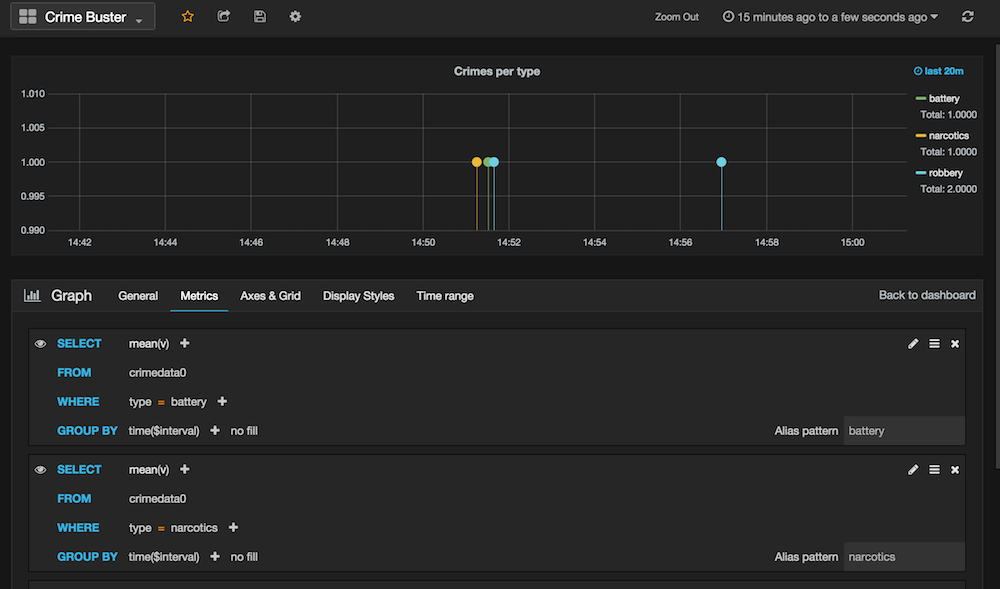 Crime Buster
Zoom Out
15 minutes ago to a few seconds ago
Crimes per type
last 20m
1.010
1.005
1.000
0.995
0.990
14:42 14:44 14:46 14:48 14:50 14:52 14:54 14:56 14:58 15:00
battery
Total: 1.0000
narcotics
Total: 1.0000
robbery
Total: 2.0000
Graph General Metrics Axes & Grid Display Styles Time range Back to dashboard
SELECT mean(v) +
FROM crimedata0
WHERE type = battery +
GROUP BY time($interval) + no fill Alias pattern battery
SELECT mean(v) +
FROM crimedata0
WHERE type = narcotics +
GROUP BY time($interval) + no fill Alias pattern narcotics